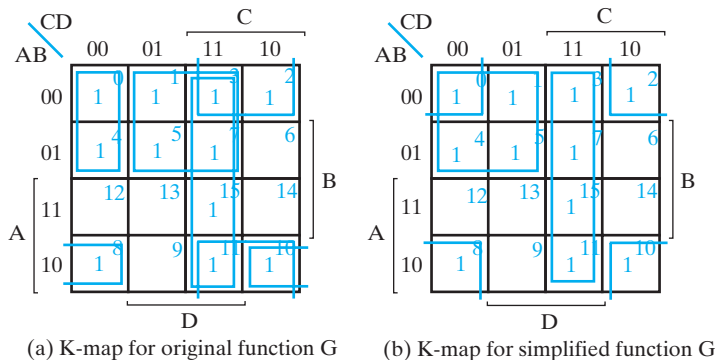 CD
AB
C
00 01 11 10
00
1 0
1 1
1 3
1 2
01
1 4
1 5
1 7
6
11
12
13
1 15
14
10
1 8
9
1 11
1 10
A
B
D
(a) K-map for original function G
CD
AB
C
00 01 11 10
00
1 0
1 1
1 3
1 2
01
1 4
1 5
1 7
6
11
12
13
1 15
14
10
1 8
9
1 11
1 10
A
B
D
(b) K-map for simplified function G